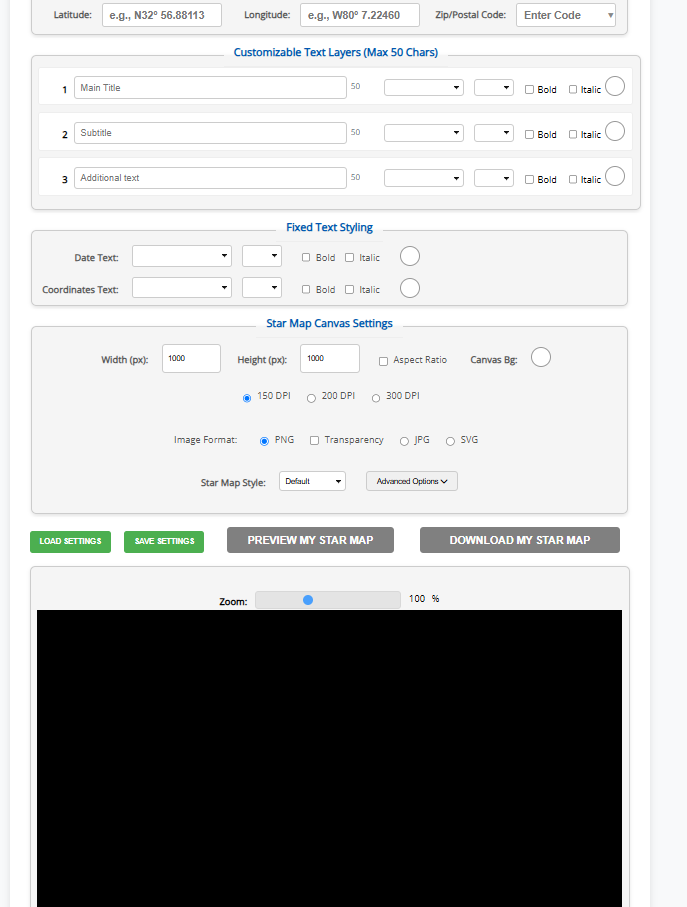 Latitude: e.g., N32° 56.88113 Longitude: e.g., W80° 7.22460 Zip/Postal Code: Enter Code
Customizable Text Layers (Max 50 Chars)
1 Main Title 50 Bold Italic
2 Subtitle 50 Bold Italic
3 Additional text 50 Bold Italic
Fixed Text Styling
Date Text: Bold Italic
Coordinates Text: Bold Italic
Star Map Canvas Settings
Width (px): 1000 Height (px): 1000 Aspect Ratio Canvas Bg:
150 DPI 200 DPI 300 DPI
Image Format: PNG Transparency JPG SVG
Star Map Style: Default Advanced Options
LOAD SETTINGS SAVE SETTINGS PREVIEW MY STAR MAP DOWNLOAD MY STAR MAP
Zoom: 100 %